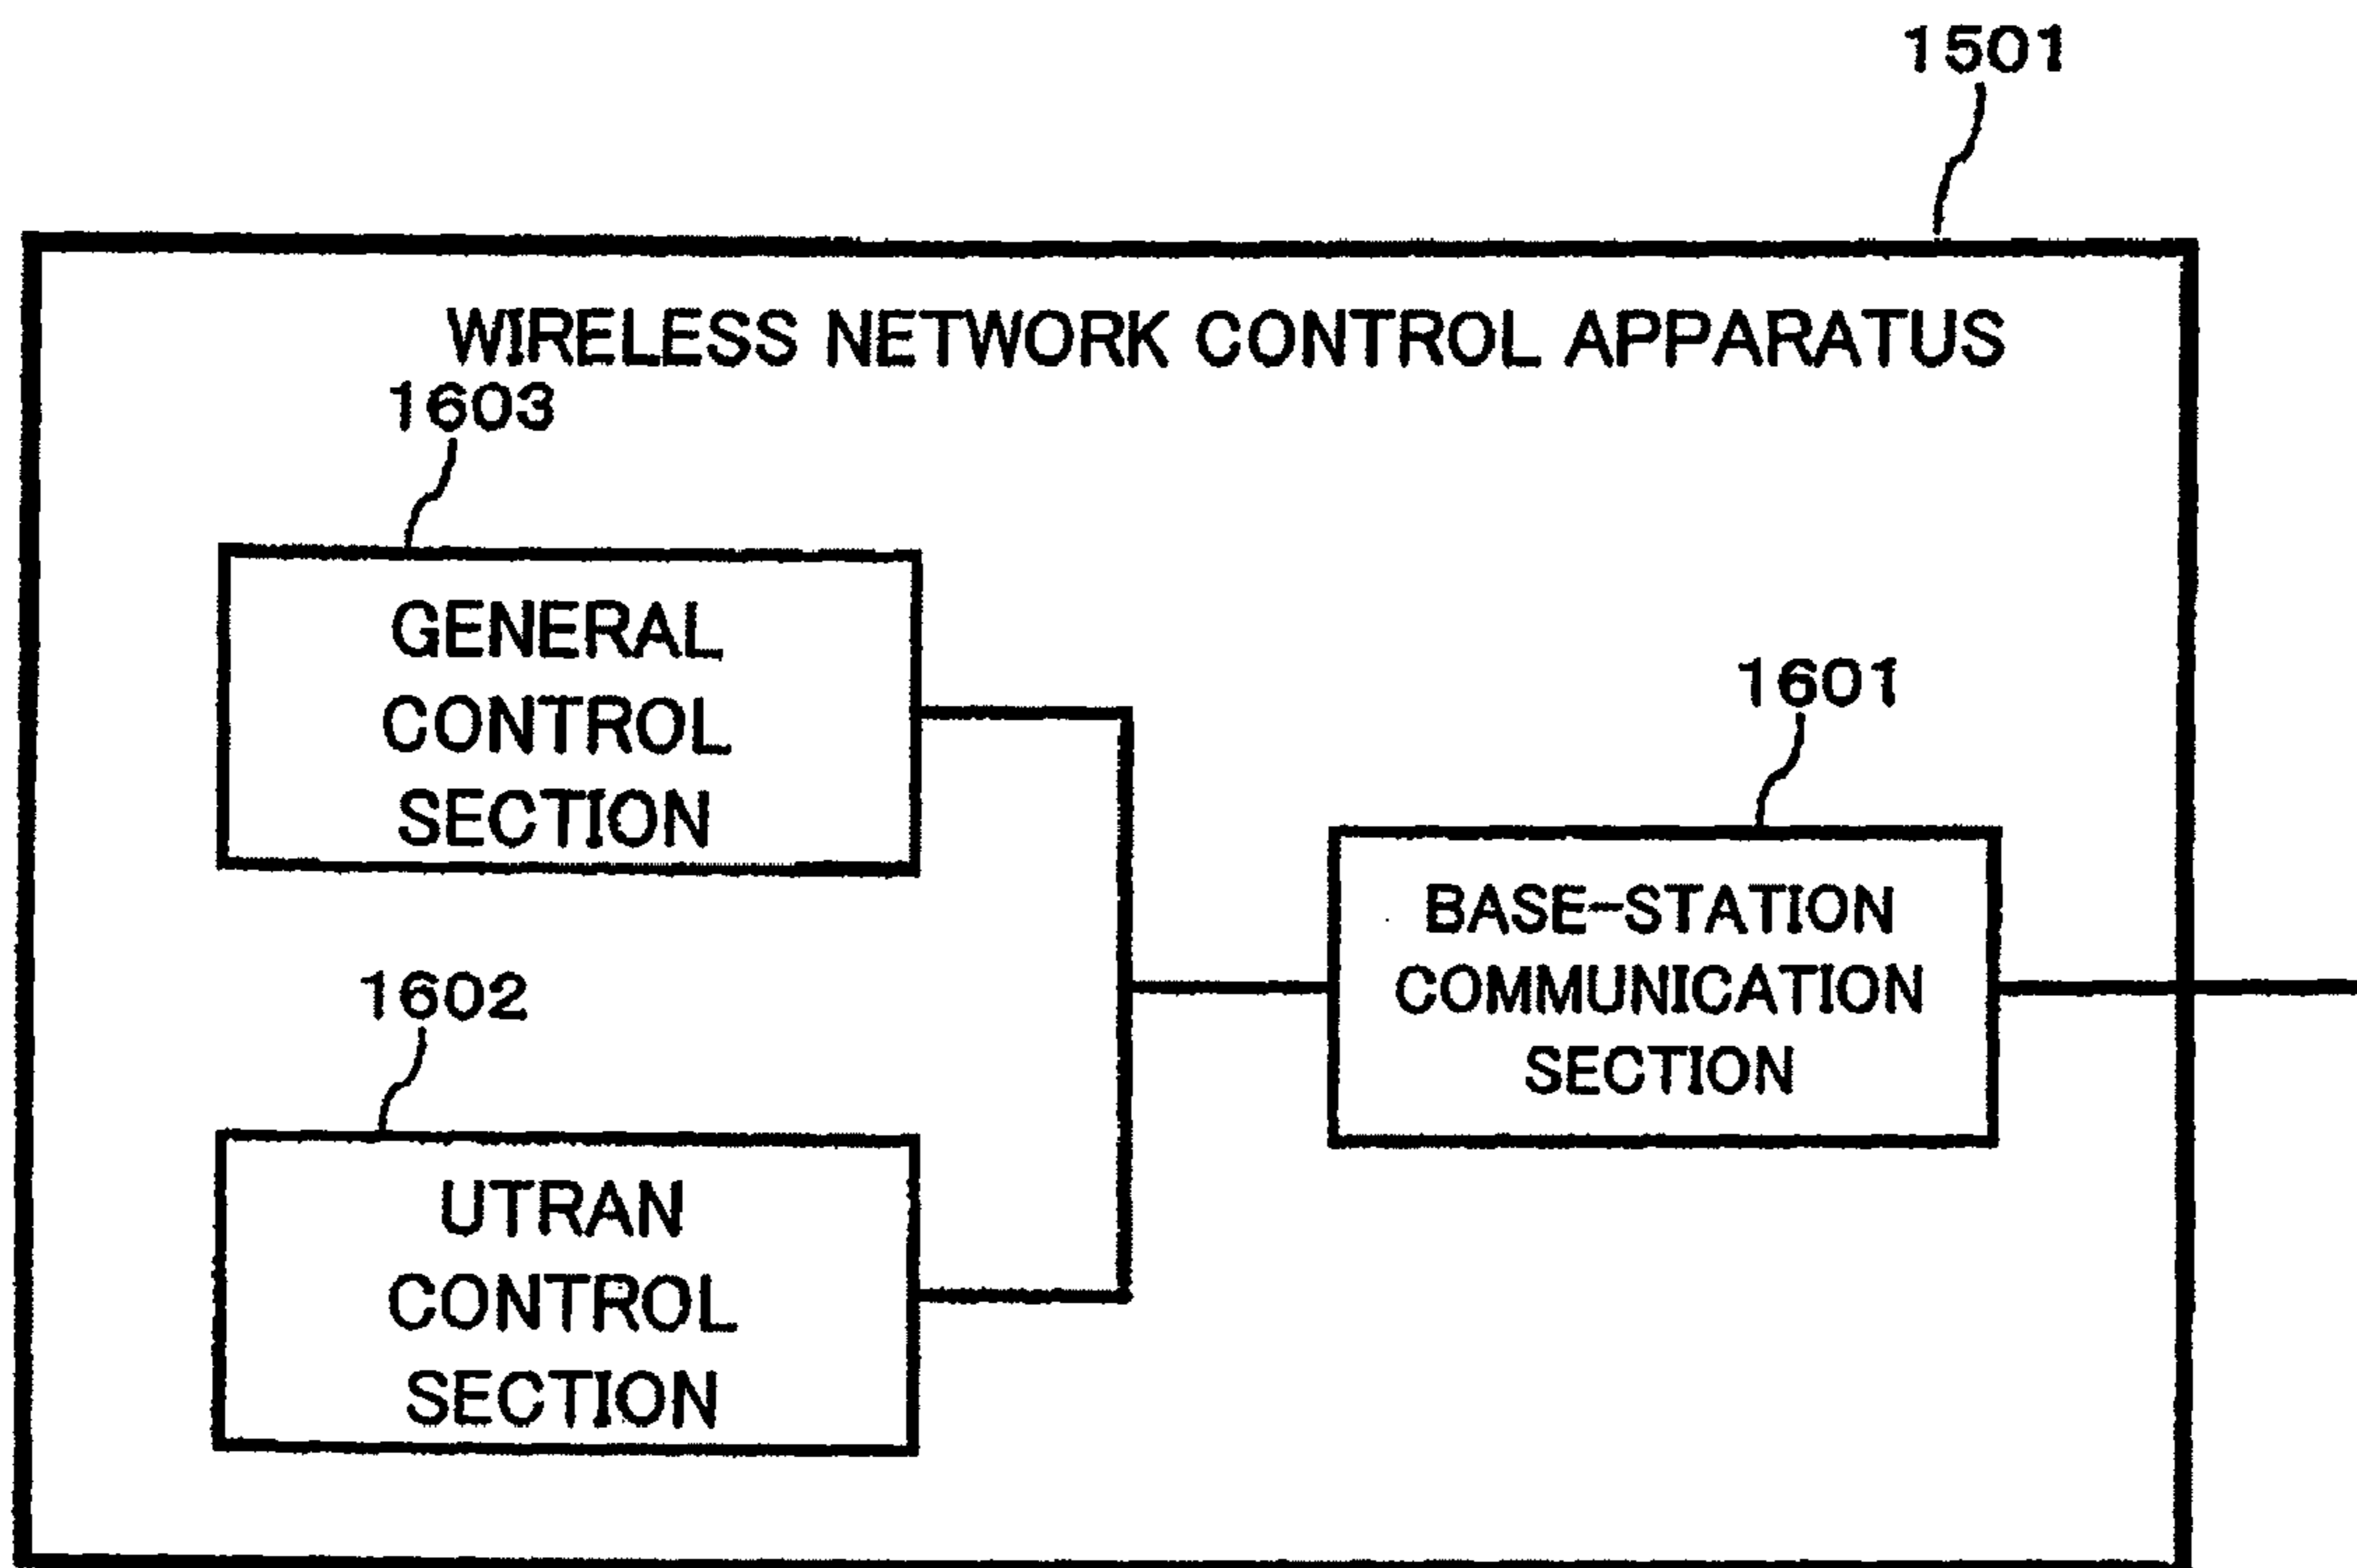 1501
WIRELESS NETWORK CONTROL APPARATUS
1603
GENERAL
CONTROL
SECTION
1601
BASE-STATION
COMMUNICATION
SECTION
1602
UTRAN
CONTROL
SECTION